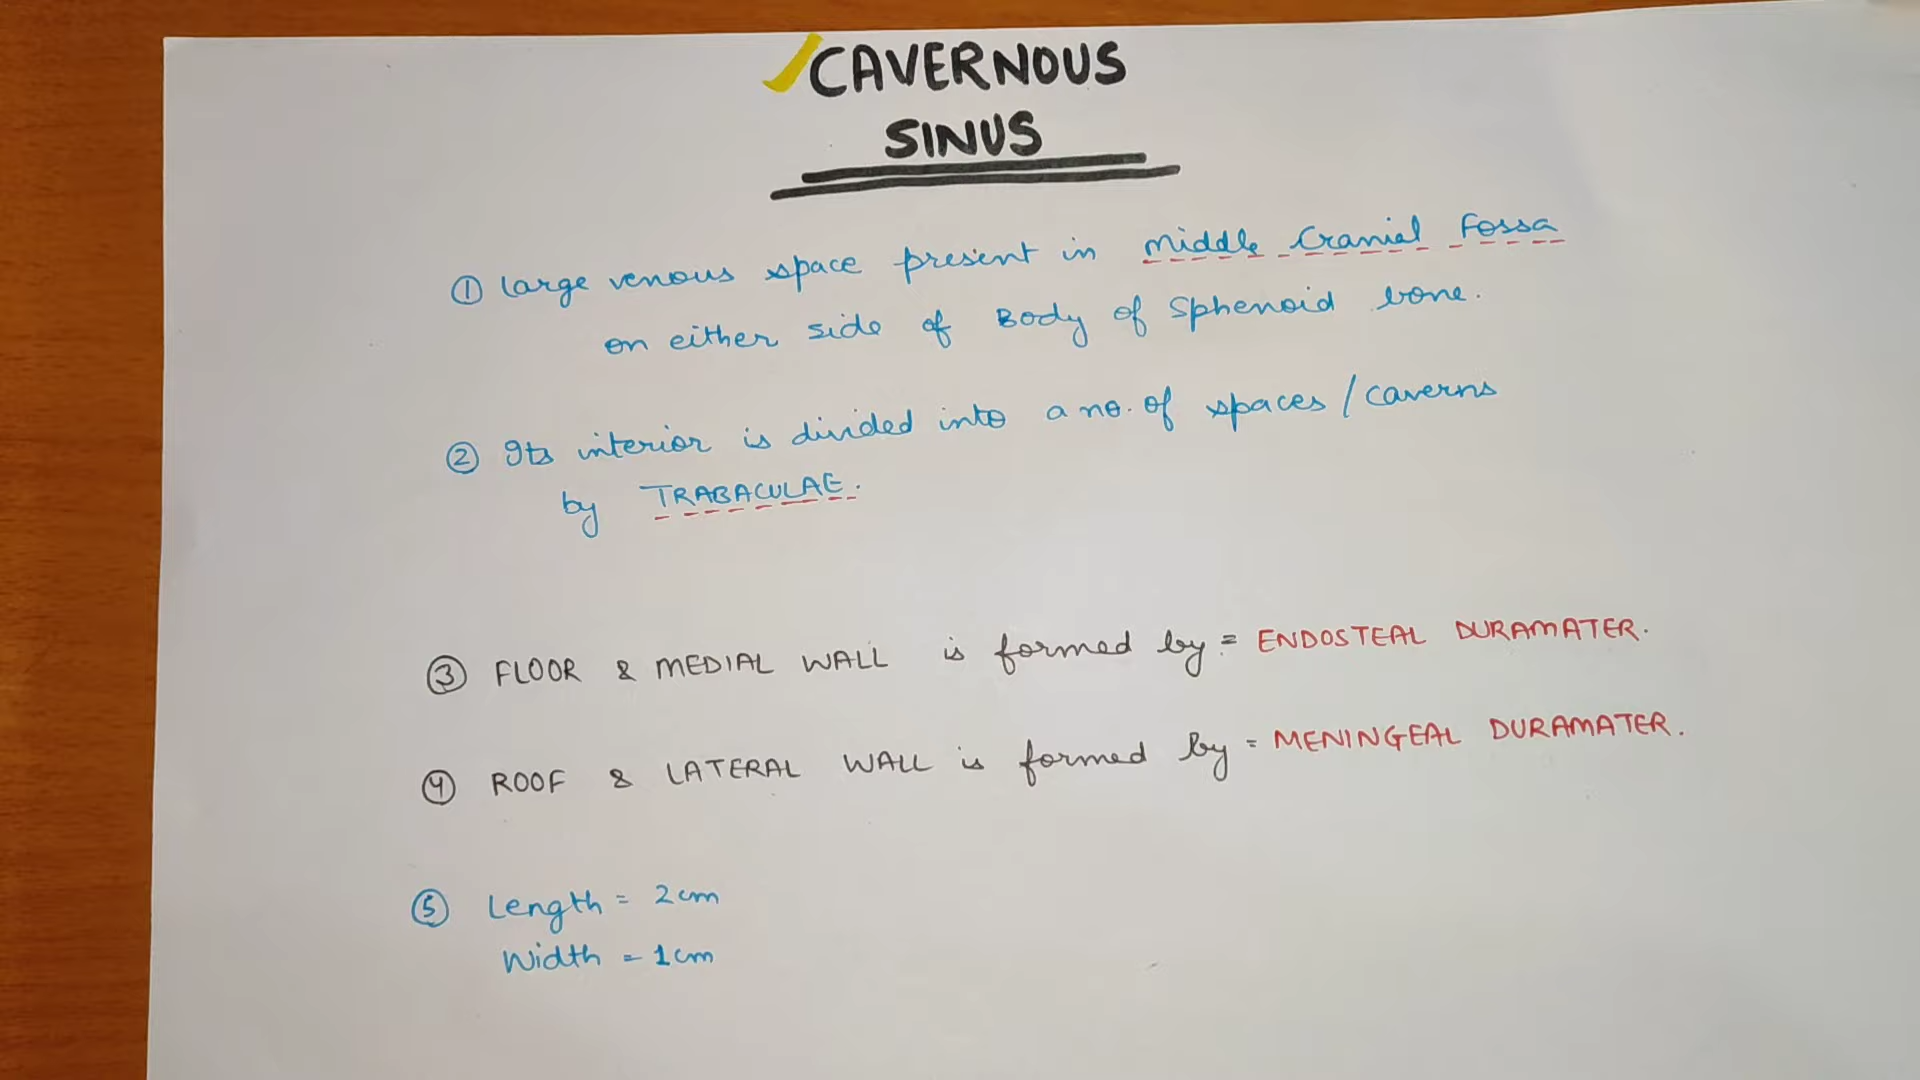 CAVERNOUS
SINUS
① Large venous space present in Middle Cranial Fossa
on either side of Body of Sphenoid bone.
② Its interior is divided into a no. of spaces / caverns
by TRABACULAE.
③ FLOOR & MEDIAL WALL is formed by = ENDOSTEAL DURAMATER.
④ ROOF & LATERAL WALL is formed by = MENINGEAL DURAMATER.
⑤ Length = 2cm
Width = 1cm